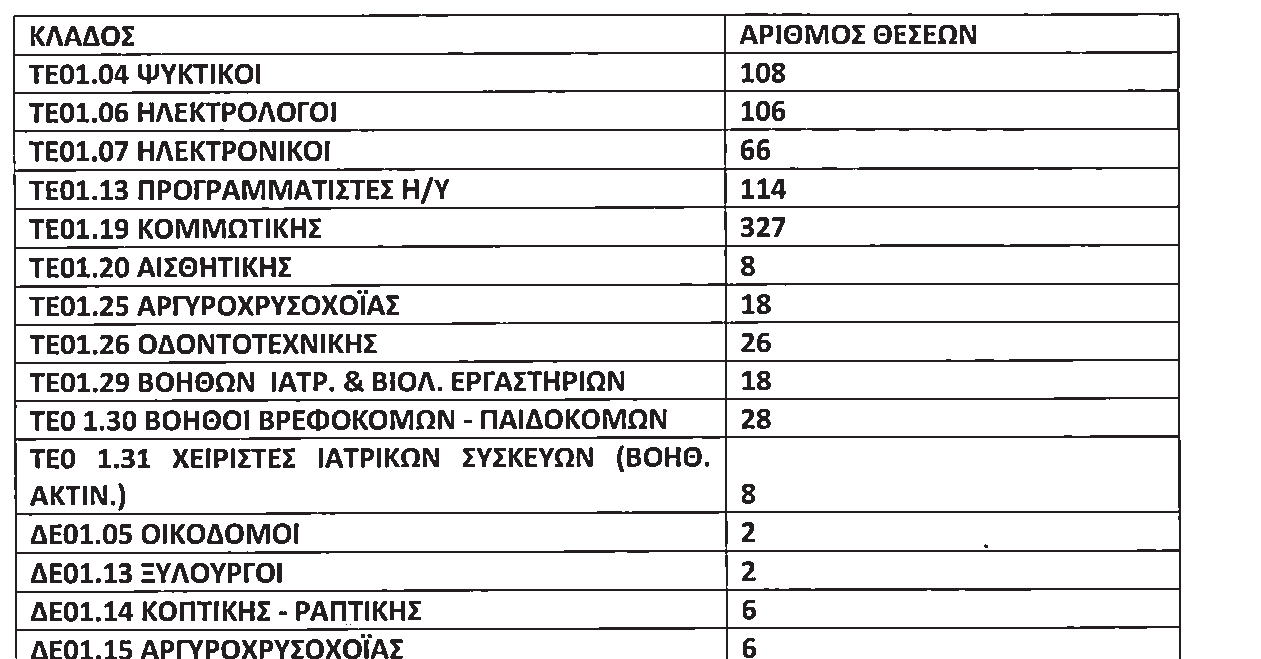 ΚΛΑΔΟΣ ΑΡΙΘΜΟΣ ΘΕΣΕΩΝ
ΤΕ01.04 ΨΥΚΤΙΚΟΙ 108
ΤΕ01.06 ΗΛΕΚΤΡΟΛΟΓΟΙ 106
ΤΕ01.07 ΗΛΕΚΤΡΟΝΙΚΟΙ 66
ΤΕ01.13 ΠΡΟΓΡΑΜΜΑΤΙΣΤΕΣ Η/Υ 114
ΤΕ01.19 ΚΟΜΜΩΤΙΚΗΣ 327
ΤΕ01.20 ΑΙΣΘΗΤΙΚΗΣ 8
ΤΕ01.25 ΑΡΓΥΡΟΧΡΥΣΟΧΟΪΑΣ 18
ΤΕ01.26 ΟΔΟΝΤΟΤΕΧΝΙΚΗΣ 26
ΤΕ01.29 ΒΟΗΘΩΝ ΙΑΤΡ. & ΒΙΟΛ. ΕΡΓΑΣΤΗΡΙΩΝ 18
ΤΕ0 1.30 ΒΟΗΘΟΙ ΒΡΕΦΟΚΟΜΩΝ - ΠΑΙΔΟΚΟΜΩΝ 28
ΤΕ0 1.31 ΧΕΙΡΙΣΤΕΣ ΙΑΤΡΙΚΩΝ ΣΥΣΚΕΥΩΝ (ΒΟΗΘ.
ΑΚΤΙΝ.) 8
ΔΕ01.05 ΟΙΚΟΔΟΜΟΙ 2
ΔΕ01.13 ΞΥΛΟΥΡΓΟΙ 2
ΔΕ01.14 ΚΟΠΤΙΚΗΣ - ΡΑΠΤΙΚΗΣ 6
ΔΕ01.15 ΑΡΓΥΡΟΧΡΥΣΟΧΟΪΑΣ 6